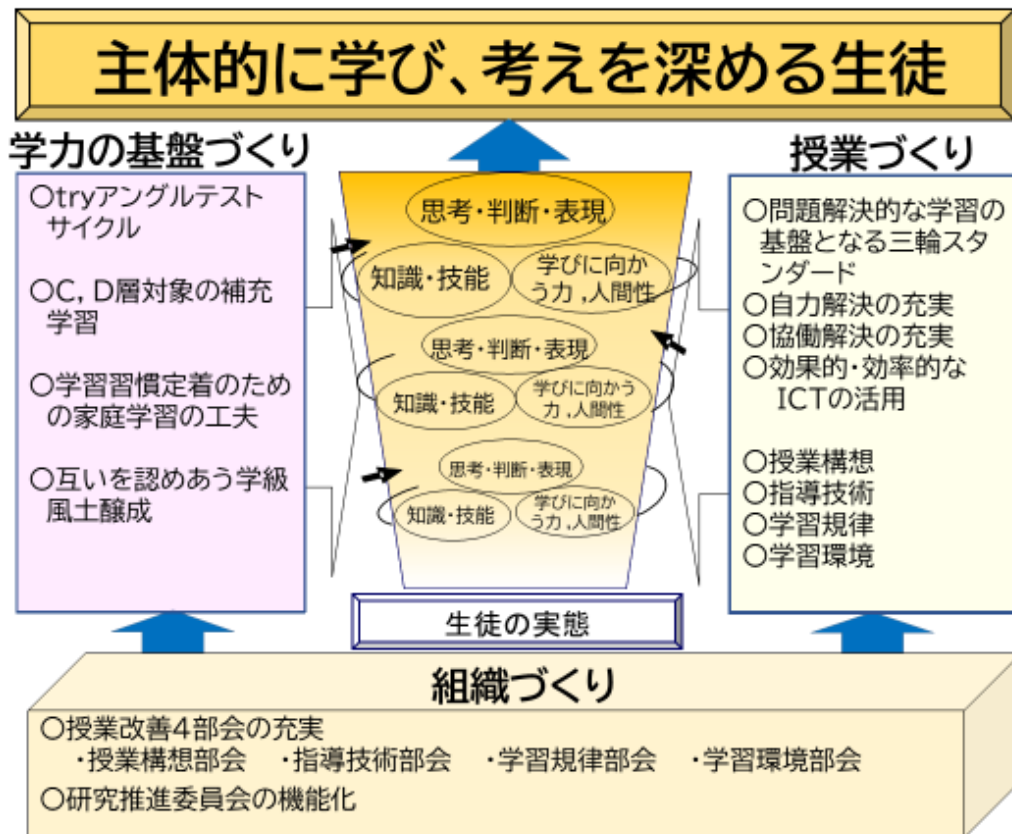 主体的に学び、考えを深める生徒
学力の基盤づくり
○tryアングルテスト
サイクル
○C，D層対象の補充
学習
○学習習慣定着のため
の家庭学習の工夫
○互いを認めあう学級
風土醸成
思考・判断・表現
知識・技能
学びに向か
う力，人間性
思考・判断・表現
知識・技能
学びに向かう
力，人間性
思考・判断・表現
知識・技能
学びに向か
う力，人間性
生徒の実態
授業づくり
○問題解決的な学習の
基盤となる三輪スタ
ンダード
○自力解決の充実
○協働解決の充実
○効果的・効率的な
ICTの活用
○授業構想
○指導技術
○学習規律
○学習環境
組織づくり
○授業改善4部会の充実
・授業構想部会　・指導技術部会　・学習規律部会　・学習環境部会
○研究推進委員会の機能化